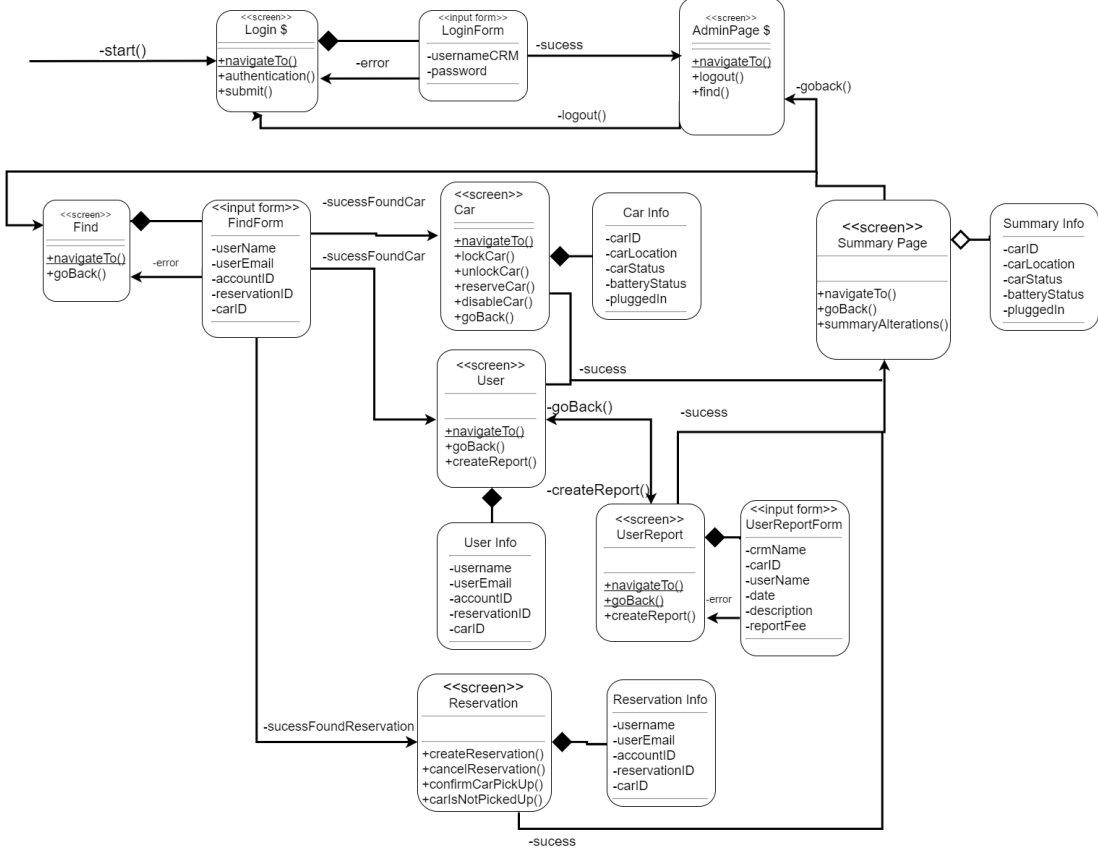 <<screen>>
Login $
+navigateTo()
+authentication()
+submit()
-start()
<<input form>>
LoginForm
-usernameCRM
-password
-error
-sucess
<<screen>>
AdminPage $
+navigateTo()
+logout()
+find()
-logout()
-goback()
<<screen>>
Find
+navigateTo()
+goBack()
-error
<<input form>>
FindForm
-userName
-userEmail
-accountID
-reservationID
-carID
-sucessFoundCar
-sucessFoundCar
<<screen>>
Car
+navigateTo()
+lockCar()
+unlockCar()
+reserveCar()
+disableCar()
+goBack()
Car Info
-carID
-carLocation
-carStatus
-batteryStatus
-pluggedIn
<<screen>>
Summary Page
+navigateTo()
+goBack()
+summaryAlterations()
Summary Info
-carID
-carLocation
-carStatus
-batteryStatus
-pluggedIn
<<screen>>
User
+navigateTo()
+goBack()
+createReport()
-sucess
-goBack()
-sucess
-createReport()
User Info
-username
-userEmail
-accountID
-reservationID
-carID
<<screen>>
UserReport
+navigateTo()
+goBack()
+createReport()
-error
<<input form>>
UserReportForm
-crmName
-carID
-userName
-date
-description
-reportFee
-sucessFoundReservation
<<screen>>
Reservation
+createReservation()
+cancelReservation()
+confirmCarPickUp()
+carIsNotPickedUp()
Reservation Info
-username
-userEmail
-accountID
-reservationID
-carID
-sucess